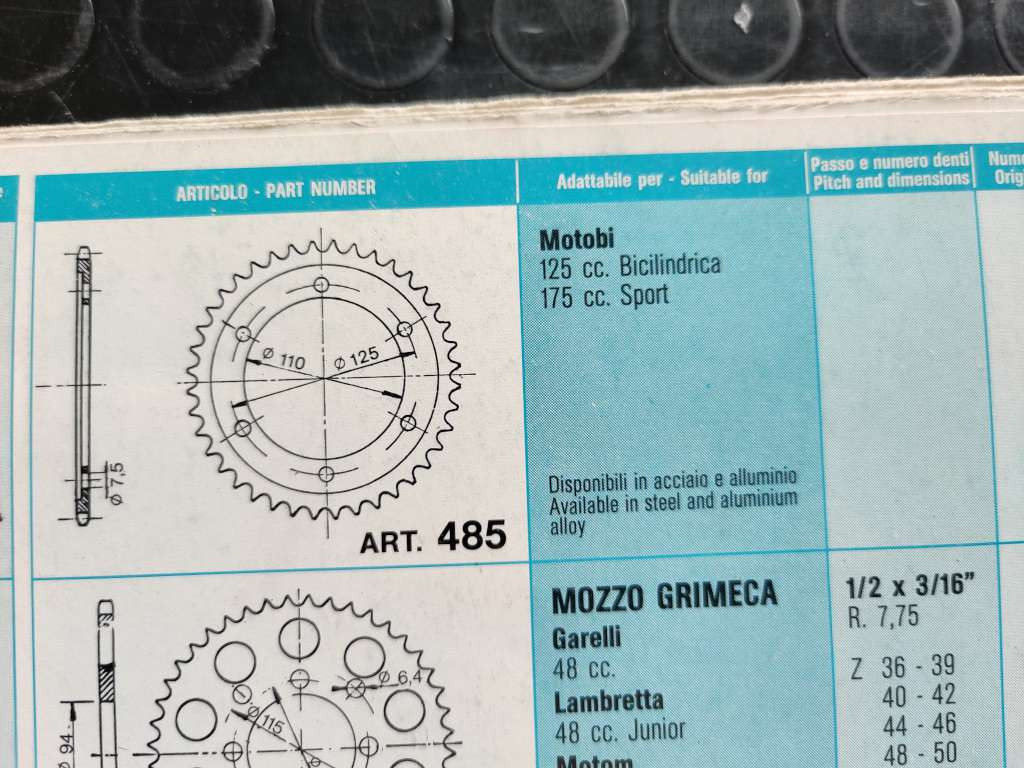 ARTICOLO - PART NUMBER
Adattabile per - Suitable for
Passo e numero denti
Pitch and dimensions
Ø 110
Ø 125
Ø 7,5
ART. 485
Motobi
125 cc. Bicilindrica
175 cc. Sport
Disponibili in acciaio e alluminio
Available in steel and aluminium
alloy
Ø 6,4
Ø 115
Ø 94
MOZZO GRIMECA
Garelli
48 cc.
Lambretta
48 cc. Junior
Motom
1/2 x 3/16"
R. 7,75
Z 36 - 39
40 - 42
44 - 46
48 - 50